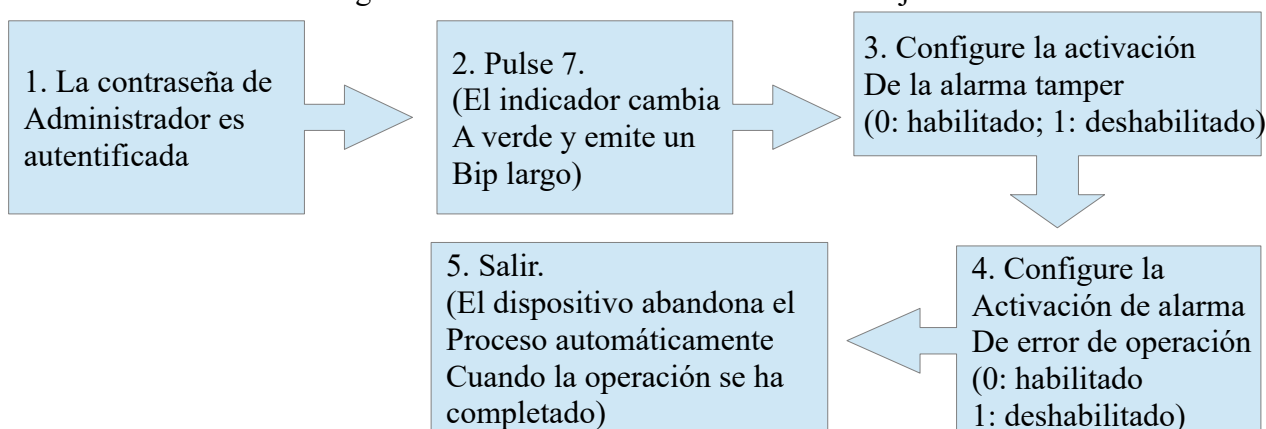 1. La contraseña de
Administrador es
autentificada
2. Pulse 7.
(El indicador cambia
A verde y emite un
Bip largo)
3. Configure la activación
De la alarma tamper
(0: habilitado; 1: deshabilitado)
4. Configure la
Activación de alarma
De error de operación
(0: habilitado
1: deshabilitado)
5. Salir.
(El dispositivo abandona el
Proceso automáticamente
Cuando la operación se ha
completado)